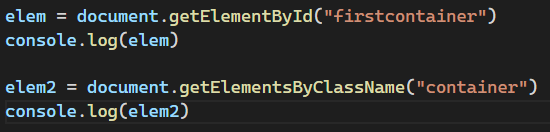 elem = document.getElementById("firstcontainer")
console.log(elem)
elem2 = document.getElementsByClassName("container")
console.log(elem2)